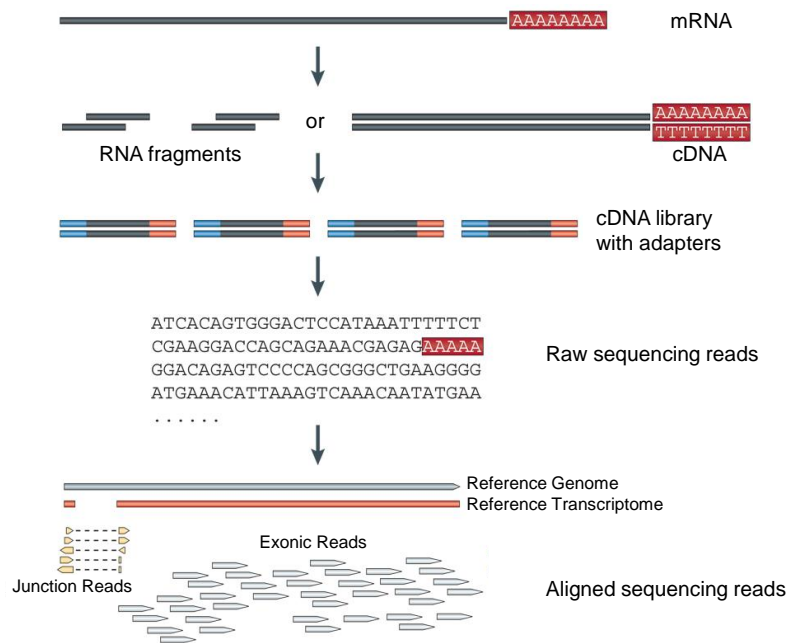 AAAAAAAA mRNA
or
AAAAAAAA
TTTTTTTT
RNA fragments
cDNA
cDNA library
with adapters
ATCACAGTGGGACTCCATAAATTTTTCT
CGAAGGACCAGCAGAAACGAGAGAAAAA
GGACAGAGTCCCCAGCGGGCTGAAGGGG
ATGAAACATTAAAGTCAAACAATATGAA
. . . . . .
Raw sequencing reads
Reference Genome
Reference Transcriptome
Exonic Reads
Junction Reads
Aligned sequencing reads